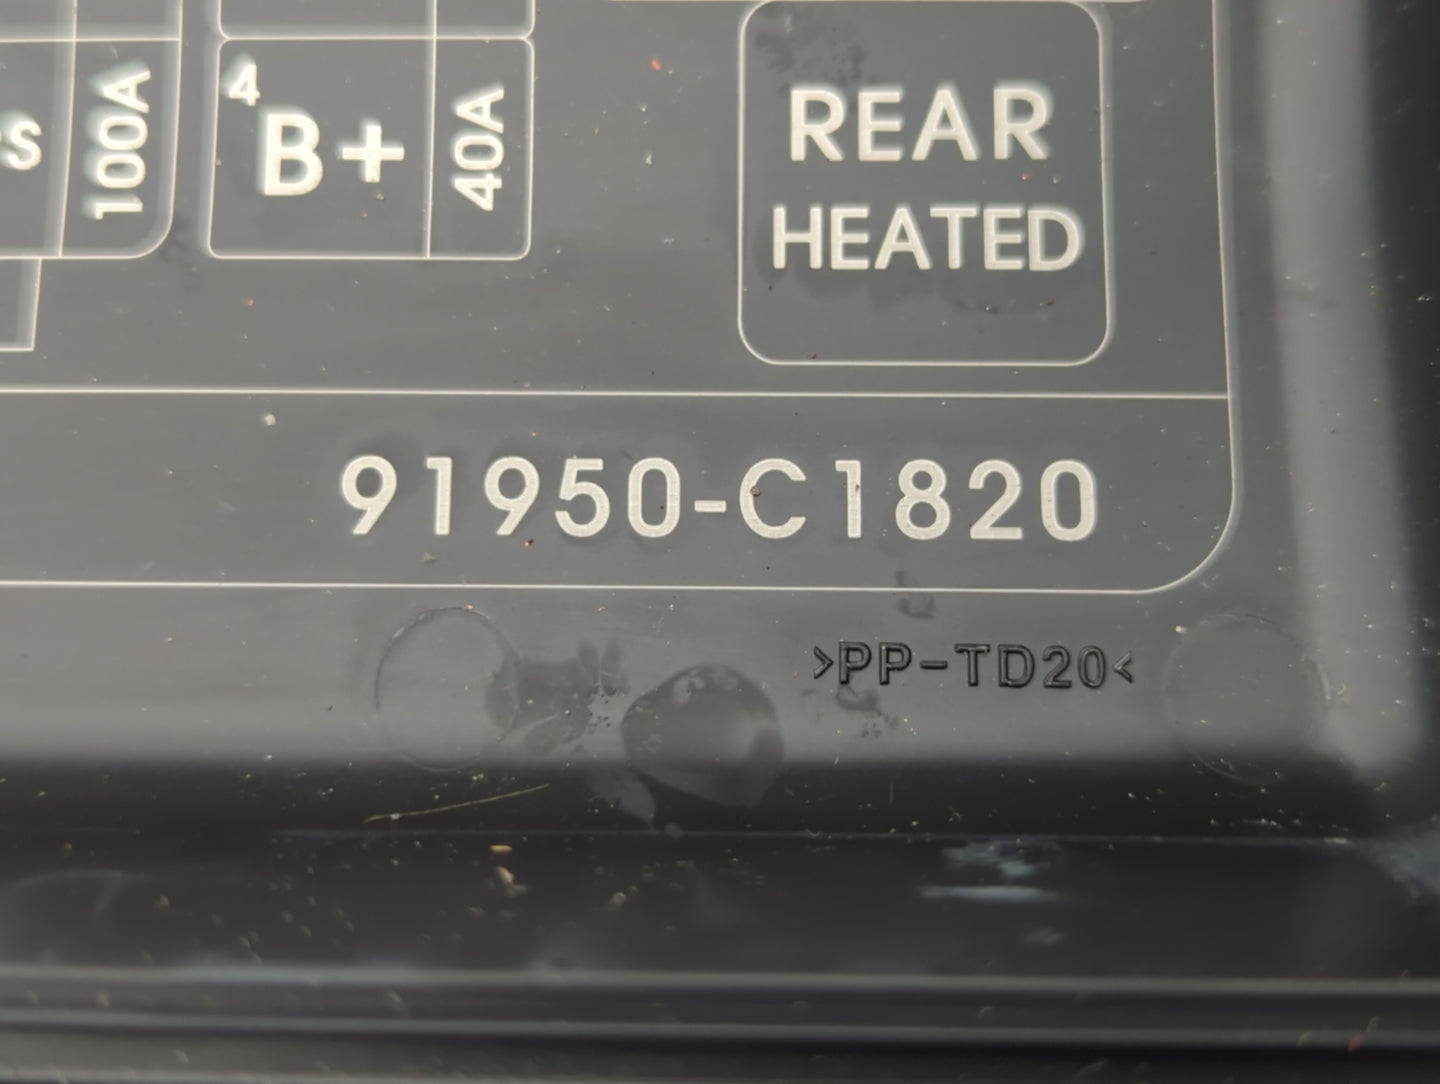 S
100A
4
B+
40A
REAR
HEATED
91950-C1820
>PP-TD20<